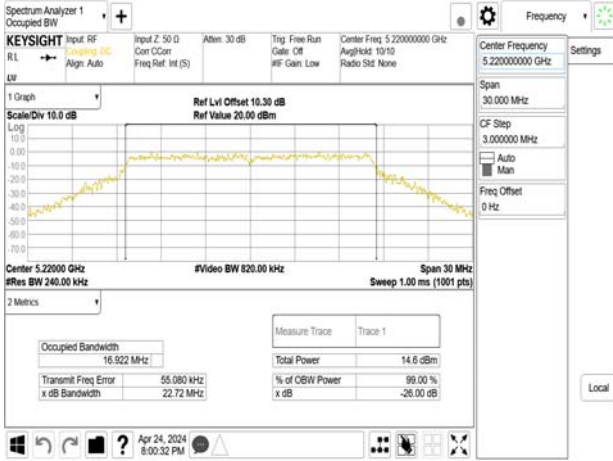 Spectrum Analyzer 1
Occupied BW
+
Frequency
KEYSIGHT
RL
Input: RF
Coupling: DC
Align: Auto
Input Z: 50 Ω
Corr CCorr
Freq Ref: Int (S)
Atten: 30 dB
Trig: Free Run
Gate: Off
#IF Gain: Low
Center Freq: 5.220000000 GHz
Avg|Hold: 10/10
Radio Std: None
Center Frequency
5.220000000 GHz
Settings
Span
30.000 MHz
CF Step
3.000000 MHz
Auto
Man
Freq Offset
0 Hz
Local
1 Graph
Scale/Div 10.0 dB
Ref Lvl Offset 10.30 dB
Ref Value 20.00 dBm
Log
10.0
0.00
-10.0
-20.0
-30.0
-40.0
-50.0
-60.0
-70.0
Center 5.22000 GHz
#Res BW 240.00 kHz
#Video BW 820.00 kHz
Span 30 MHz
Sweep 1.00 ms (1001 pts)
2 Metrics
Measure Trace Trace 1
Occupied Bandwidth
16.922 MHz
Total Power 14.6 dBm
Transmit Freq Error 55.080 kHz
% of OBW Power 99.00 %
x dB Bandwidth 22.72 MHz
x dB -26.00 dB
?
Apr 24, 2024
8:00:32 PM